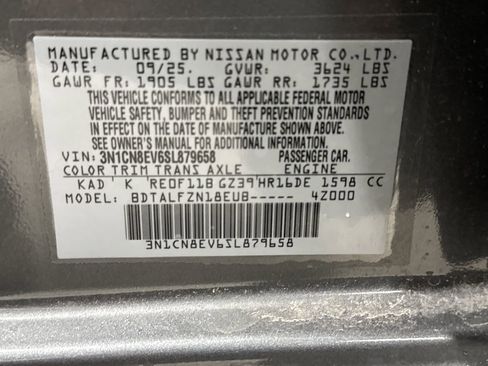 MANUFACTURED BY NISSAN MOTOR CO., LTD.
DATE: 09/25. GVWR: 3624 LBS
GAWR FR: 1905 LBS GAWR RR: 1735 LBS
THIS VEHICLE CONFORMS TO ALL APPLICABLE FEDERAL MOTOR
VEHICLE SAFETY, BUMPER AND THEFT PREVENTION STANDARDS
IN EFFECT ON THE DATE OF MANUFACTURE SHOWN ABOVE.
SEE OWNER'S MANUAL FOR ADDITIONAL INFORMATION.
VIN: 3N1CN8EV6SL879658 PASSENGER CAR.
COLOR TRIM TRANS AXLE ENGINE
KAD K RE0F11B GZ39 HR16DE 1598 CC
MODEL: BDTALFZN18EUB----- 4Z000
3N1CN8EV6SL879658